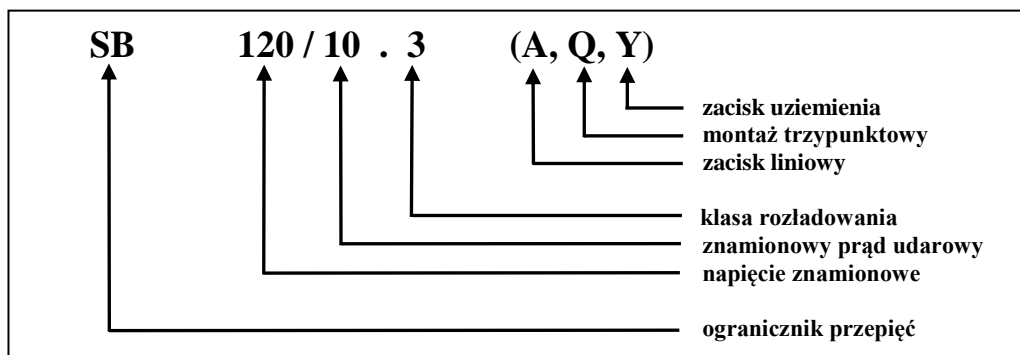 SB 120 / 10 . 3 (A, Q, Y)
zacisk uziemienia
montaż trzypunktowy
zacisk liniowy
klasa rozładowania
znamionowy prąd udarowy
napięcie znamionowe
ogranicznik przepięć